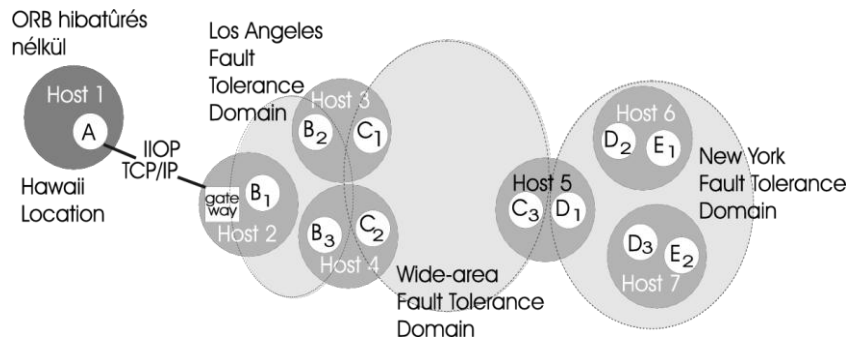 ORB hibatûrés
nélkül
Host 1
A
IIOP
TCP/IP
Hawaii
Location
Los Angeles
Fault
Tolerance
Domain
Host 3
B2
C1
gate
way
B1
Host 2
B3
C2
Host 4
Wide-area
Fault Tolerance
Domain
Host 5
C3
D1
Host 6
D2
E1
New York
Fault Tolerance
Domain
D3
E2
Host 7